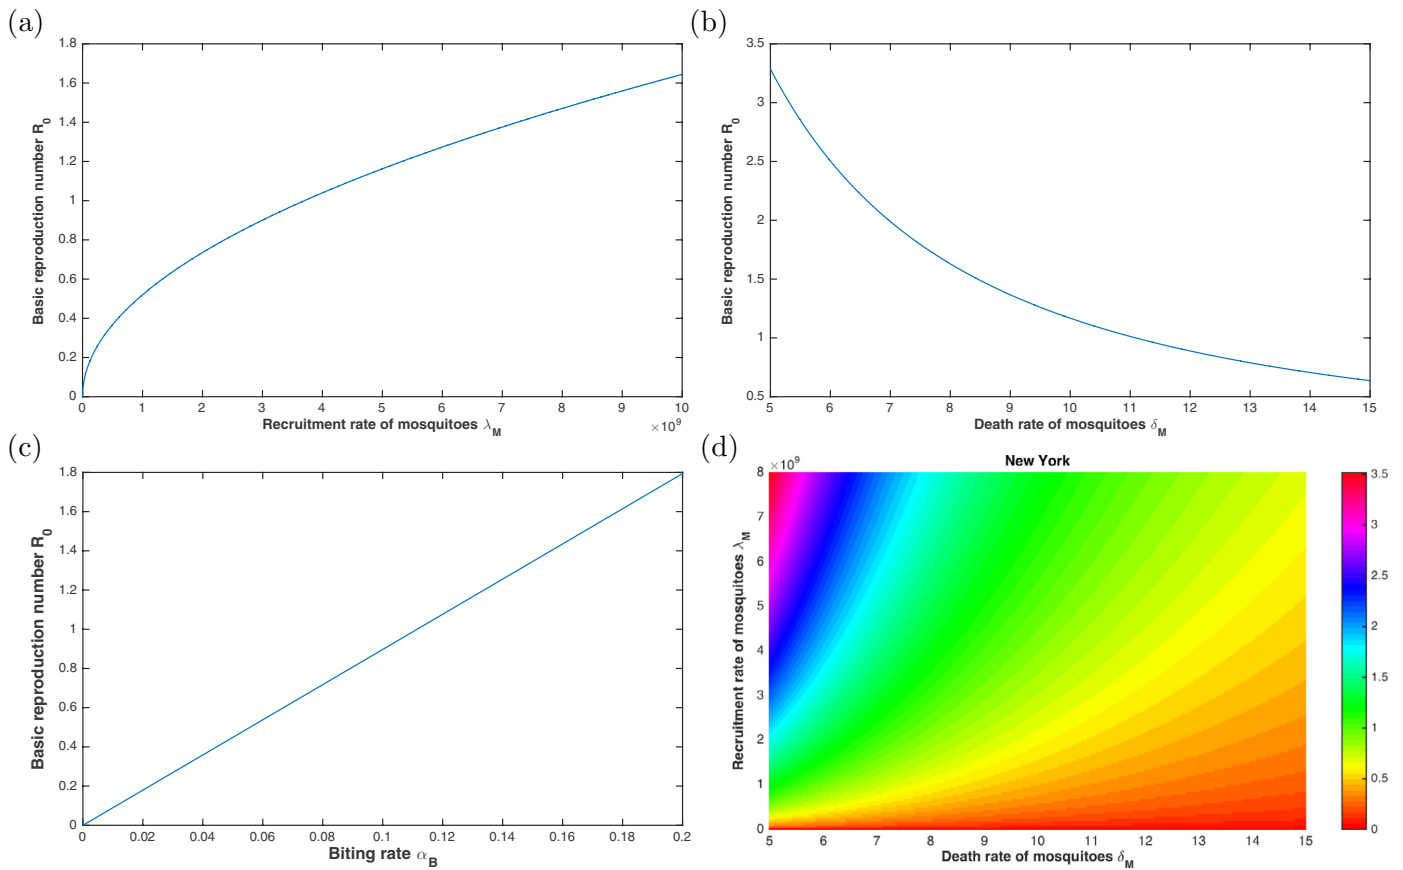 (a)
1.8
1.6
1.4
1.2
1
0.8
0.6
0.4
0.2
0
Basic reproduction number R0
0 1 2 3 4 5 6 7 8 9 10
Recruitment rate of mosquitoes λM
×10^9
(b)
3.5
3
2.5
2
1.5
1
0.5
Basic reproduction number R0
5 6 7 8 9 10 11 12 13 14 15
Death rate of mosquitoes δM
(c)
1.8
1.6
1.4
1.2
1
0.8
0.6
0.4
0.2
0
Basic reproduction number R0
0 0.02 0.04 0.06 0.08 0.1 0.12 0.14 0.16 0.18 0.2
Biting rate αB
(d)
New York
×10^9
8
7
6
5
4
3
2
1
0
Recruitment rate of mosquitoes λM
5 6 7 8 9 10 11 12 13 14 15
Death rate of mosquitoes δM
3.5
3
2.5
2
1.5
1
0.5
0